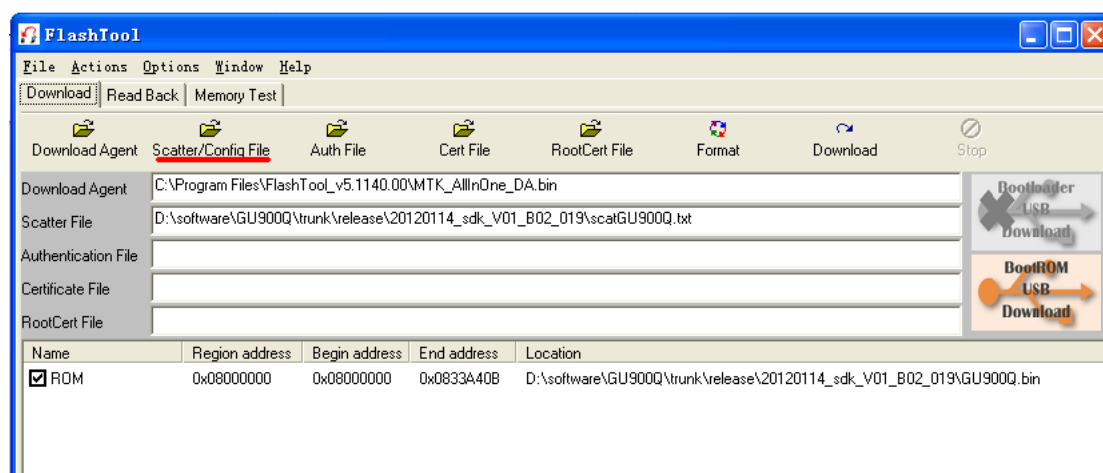 FlashTool
File Actions Options Window Help
Download Read Back Memory Test
Download Agent Scatter/Config File Auth File Cert File RootCert File Format Download Stop
Download Agent C:\Program Files\FlashTool_v5.1140.00\MTK_AllInOne_DA.bin
Scatter File D:\software\GU900Q\trunk\release\20120114_sdk_V01_B02_019\scatGU900Q.txt
Authentication File
Certificate File
RootCert File
Bootloader
USB
Download
BootROM
USB
Download
Name Region address Begin address End address Location
ROM 0x08000000 0x08000000 0x0833A40B D:\software\GU900Q\trunk\release\20120114_sdk_V01_B02_019\GU900Q.bin